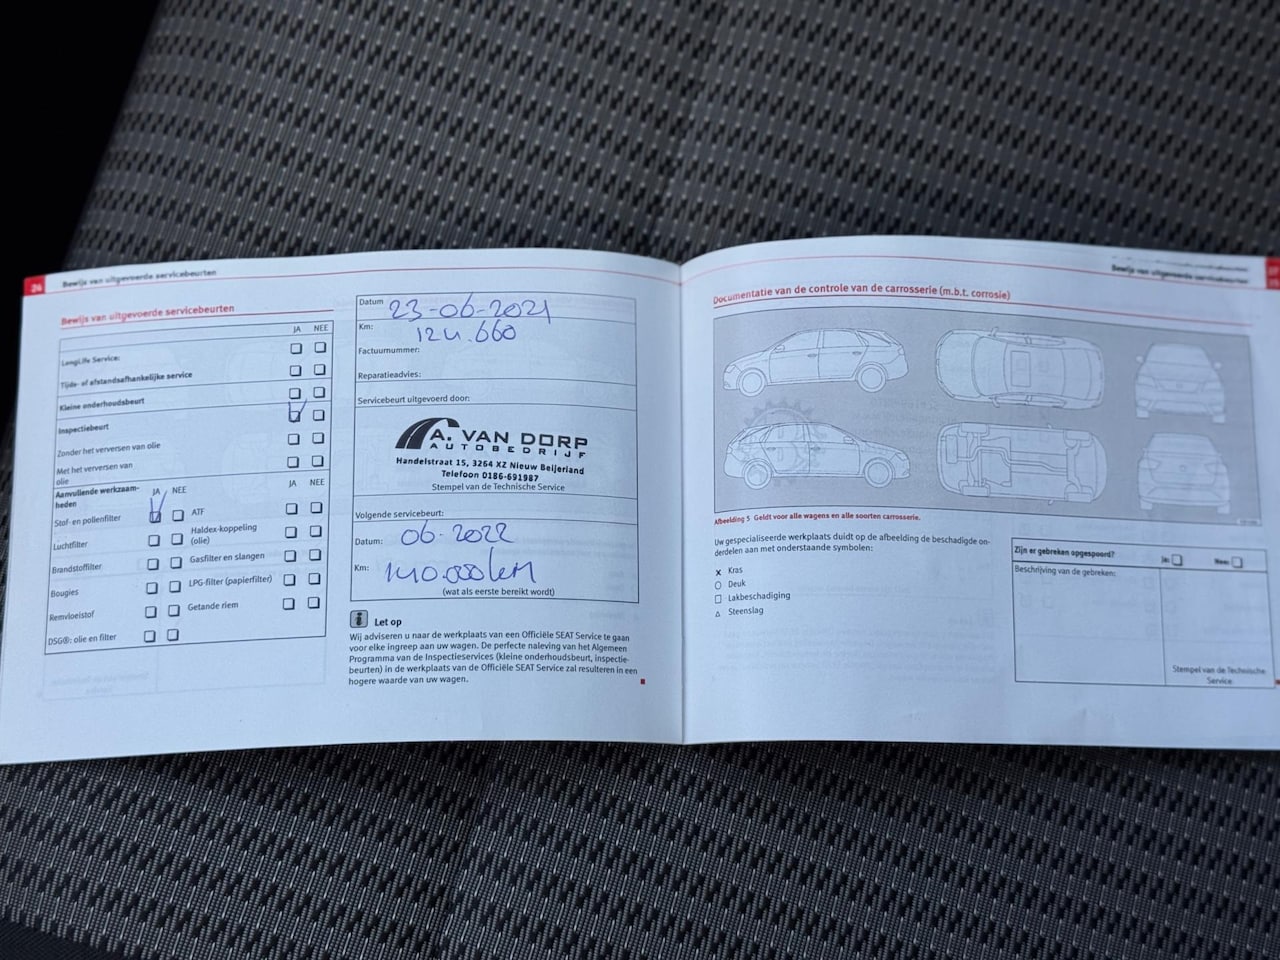 24 Bewijs van uitgevoerde servicebeurten
Bewijs van uitgevoerde servicebeurten
JA NEE
LongLife Service:
Tijds- of afstandsafhankelijke service
Kleine onderhoudsbeurt
Inspectiebeurt
Zonder het verversen van olie
Met het verversen van
olie
Aanvullende werkzaam-
heden
JA NEE
JA NEE
Stof- en pollenfilter
ATF
Luchtfilter
Haldex-koppeling
(olie)
Brandstoffilter
Gasfilter en slangen
Bougies
LPG-filter (papierfilter)
Remvloeistof
Getande riem
DSG®: olie en filter
Datum 23-06-2021
Km: 124.660
Factuurnummer:
Reparatieadvies:
Servicebeurt uitgevoerd door:
A. VAN DORP
AUTOBEDRIJF
Handelstraat 15, 3264 XZ Nieuw Beijerland
Telefoon 0186-691987
Stempel van de Technische Service
Volgende servicebeurt:
Datum: 06-2022
Km: 140.000 km
(wat als eerste bereikt wordt)
Let op
Wij adviseren u naar de werkplaats van een Officiële SEAT Service te gaan
voor elke ingreep aan uw wagen. De perfecte naleving van het Algemeen
Programma van de Inspectieservices (kleine onderhoudsbeurt, inspectie-
beurten) in de werkplaats van de Officiële SEAT Service zal resulteren in een
hogere waarde van uw wagen.
Bewijs van uitgevoerde servicebeurten
Documentatie van de controle van de carrosserie (m.b.t. corrosie)
Afbeelding 5 Geldt voor alle wagens en alle soorten carrosserie.
Uw gespecialiseerde werkplaats duidt op de afbeelding de beschadigde on-
derdelen aan met onderstaande symbolen:
x Kras
○ Deuk
□ Lakbeschadiging
△ Steenslag
Zijn er gebreken opgespoord?
Ja:
Nee:
Beschrijving van de gebreken:
Stempel van de Technische
Service